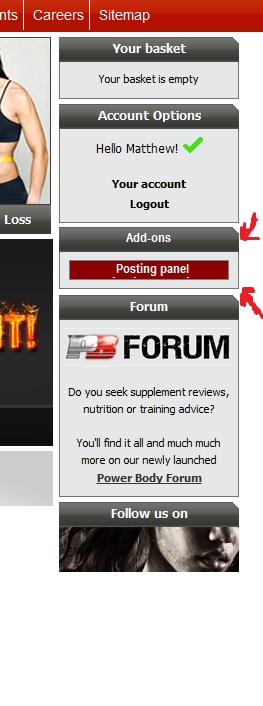 nts Careers Sitemap
Your basket
Your basket is empty
Account Options
Hello Matthew!
Your account
Logout
Loss
Add-ons
Posting panel
Forum
PB FORUM
Do you seek supplement reviews,
nutrition or training advice?
You'll find it all and much much
more on our newly launched
Power Body Forum
Follow us on